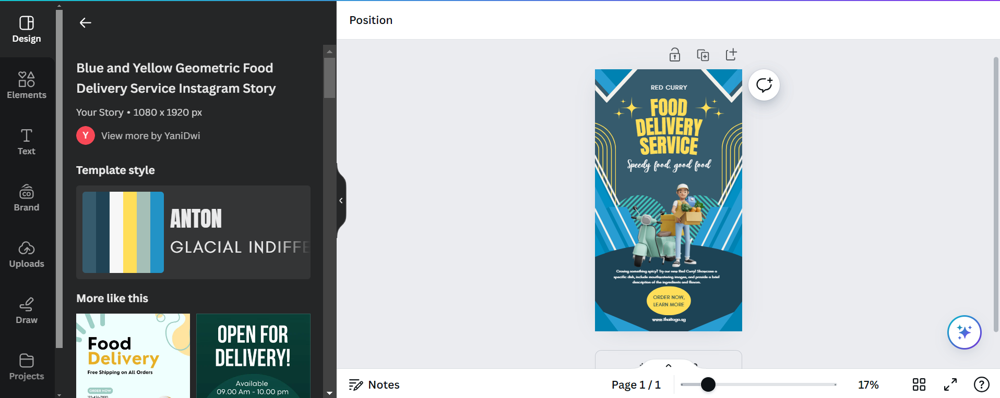 Design
Elements
Text
Brand
Uploads
Draw
Projects
Blue and Yellow Geometric Food
Delivery Service Instagram Story
Your Story • 1080 x 1920 px
Y
View more by YaniDwi
Template style
ANTON
GLACIAL INDIFFE
More like this
Food
Delivery
Free Shipping on All Orders
ORDER NOW
123-456-7890
OPEN FOR
DELIVERY!
Available
09.00 Am - 10.00 pm
Position
RED CURRY
FOOD
DELIVERY
SERVICE
Speedy food, good food
Craving something spicy? Try our new Red Curry! Showcase a
specific dish, include mouthwatering images, and provide a brief
description of the ingredients and flavors.
ORDER NOW,
LEARN MORE
www.thaitogo.sg
Notes
Page 1 / 1
17%